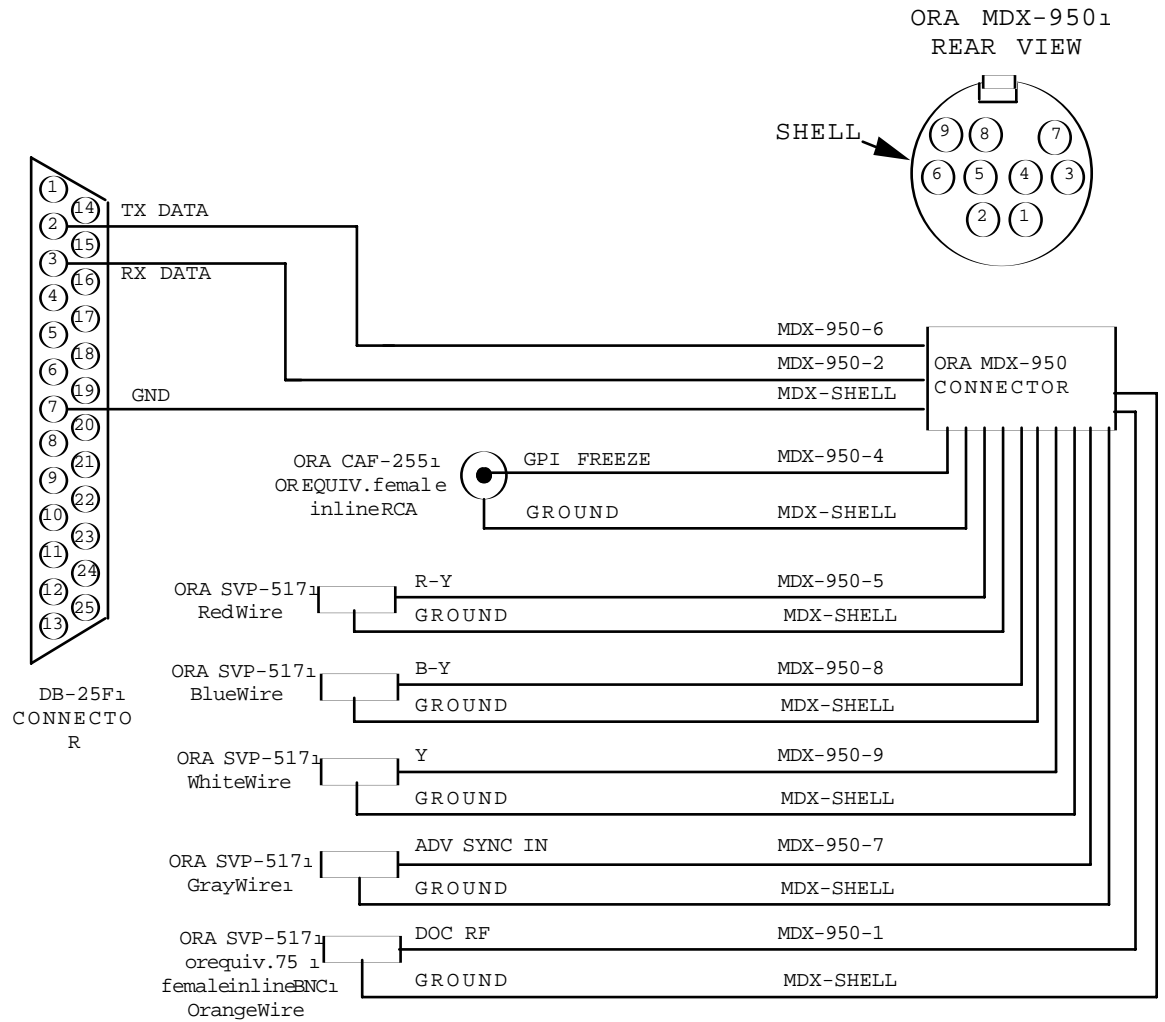 ORA MDX-950ı
REAR VIEW
SHELL
9 8 7
6 5 4 3
2 1
1
14
TX DATA
2
15
3
RX DATA
16
4
17
5
18
6
19
GND
7
20
8
21
9
22
10
23
11
24
12
25
13
DB-25Fı
CONNECTO
R
MDX-950-6
MDX-950-2
MDX-SHELL
ORA MDX-950
CONNECTOR
ORA CAF-255ı
OREQUIV.female
inlineRCA
GPI FREEZE MDX-950-4
GROUND MDX-SHELL
ORA SVP-517ı
RedWire
R-Y MDX-950-5
GROUND MDX-SHELL
ORA SVP-517ı
BlueWire
B-Y MDX-950-8
GROUND MDX-SHELL
ORA SVP-517ı
WhiteWire
Y MDX-950-9
GROUND MDX-SHELL
ORA SVP-517ı
GrayWireı
ADV SYNC IN MDX-950-7
GROUND MDX-SHELL
ORA SVP-517ı
orequiv.75 ı
femaleinlineBNCı
OrangeWire
DOC RF MDX-950-1
GROUND MDX-SHELL